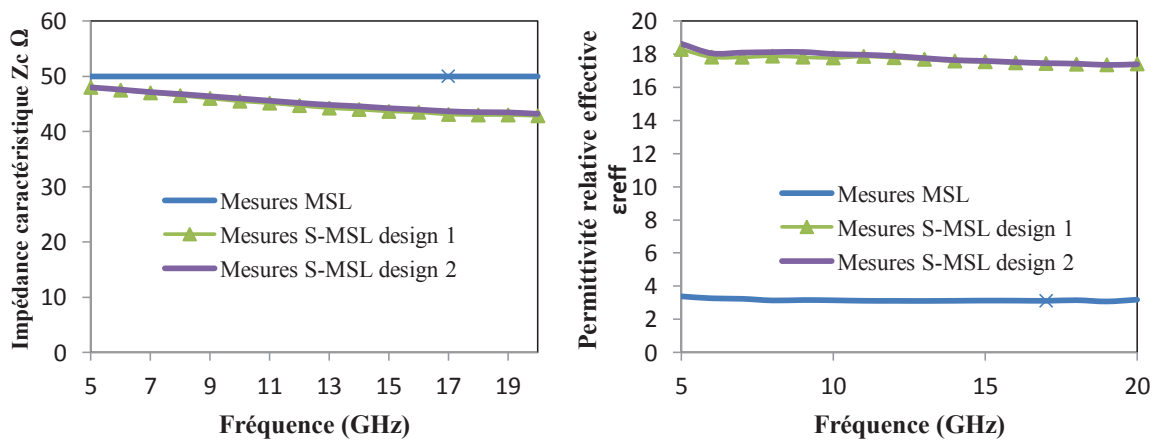 Impédance caractéristique Zc Ω
60
50
40
30
20
10
0
Mesures MSL
Mesures S-MSL design 1
Mesures S-MSL design 2
5 7 9 11 13 15 17 19
Fréquence (GHz)
Permittivité relative effective
εreff
20
18
16
14
12
10
8
6
4
2
0
Mesures MSL
Mesures S-MSL design 1
Mesures S-MSL design 2
5 10 15 20
Fréquence (GHz)